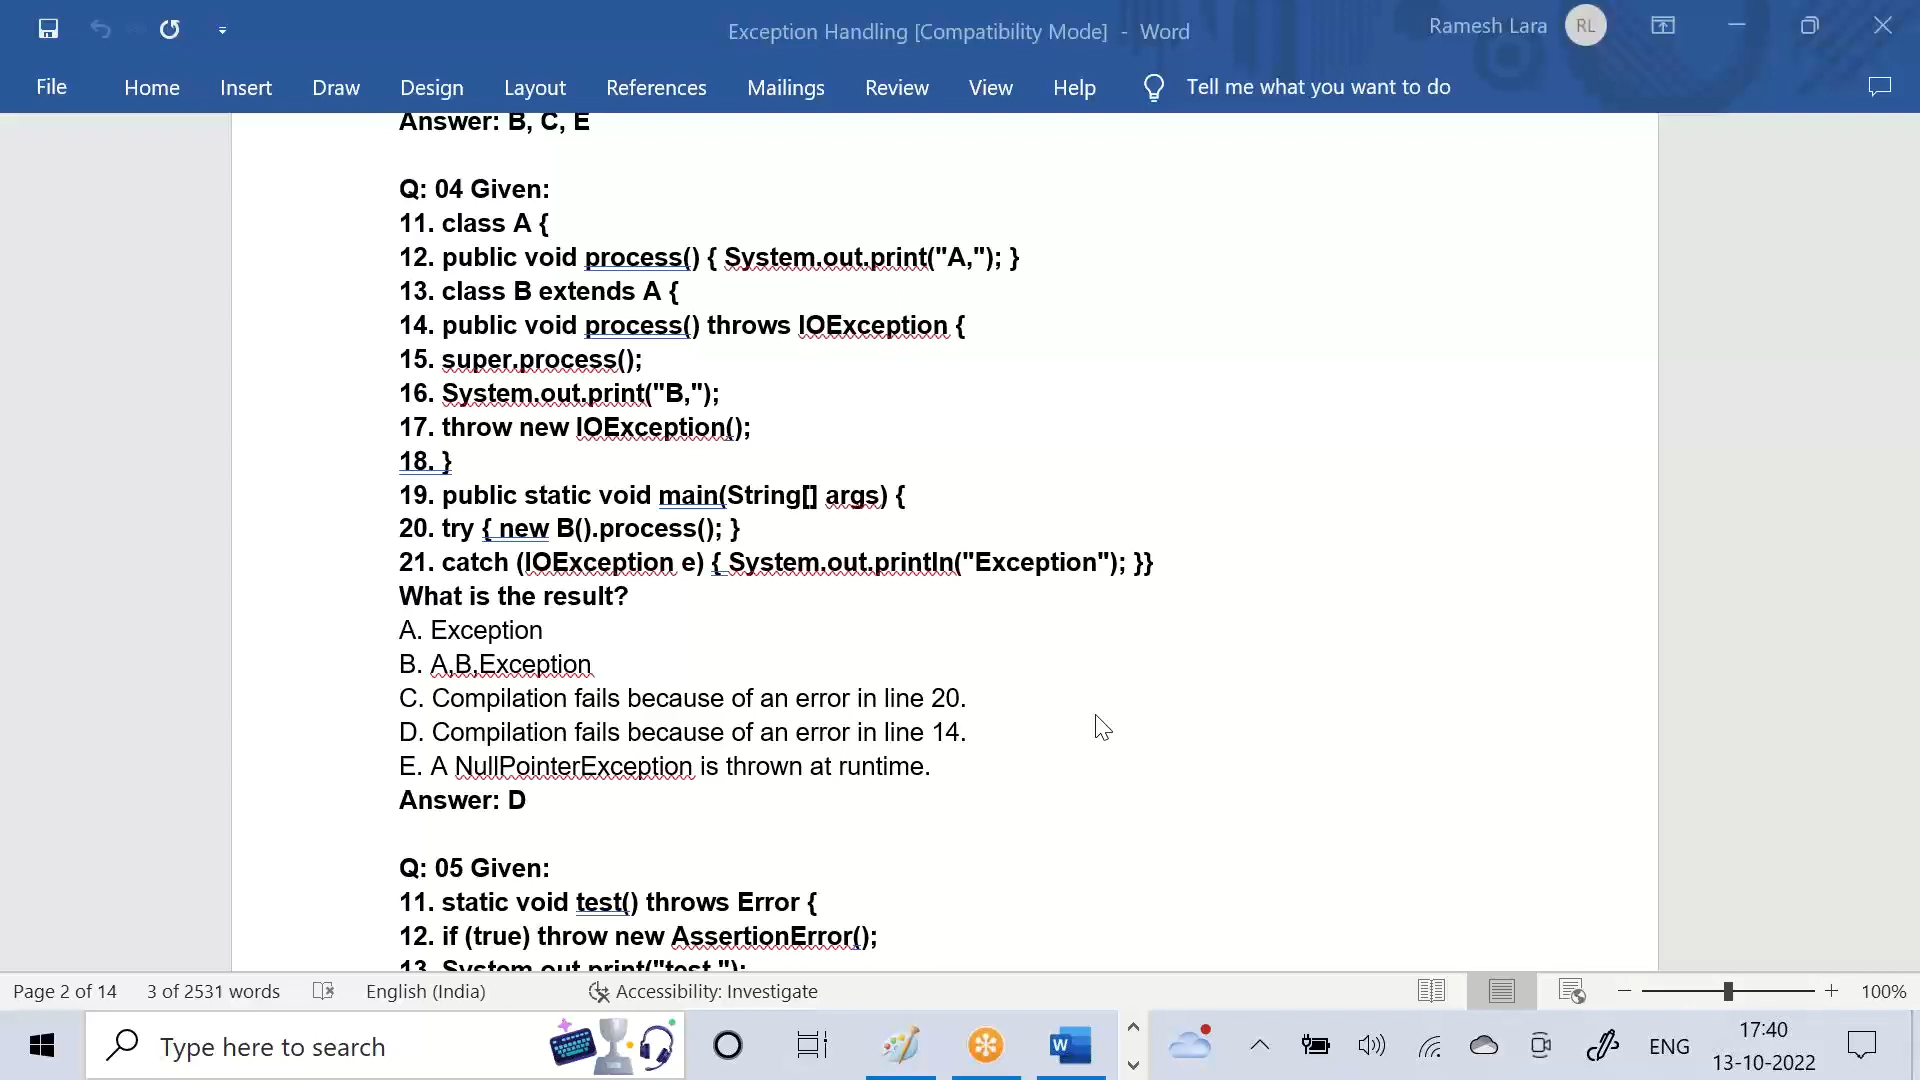 Exception Handling [Compatibility Mode] - Word
Ramesh Lara
RL
File
Home
Insert
Draw
Design
Layout
References
Mailings
Review
View
Help
Tell me what you want to do
Answer: B, C, E
Q: 04 Given:
11. class A {
12. public void process() { System.out.print("A,"); }
13. class B extends A {
14. public void process() throws IOException {
15. super.process();
16. System.out.print("B,");
17. throw new IOException();
18. }
19. public static void main(String[] args) {
20. try { new B().process(); }
21. catch (IOException e) { System.out.println("Exception"); }}
What is the result?
A. Exception
B. A,B,Exception
C. Compilation fails because of an error in line 20.
D. Compilation fails because of an error in line 14.
E. A NullPointerException is thrown at runtime.
Answer: D
Q: 05 Given:
11. static void test() throws Error {
12. if (true) throw new AssertionError();
13. System.out.print("test ");
Page 2 of 14
3 of 2531 words
English (India)
Accessibility: Investigate
100%
Type here to search
W
ENG
17:40
13-10-2022